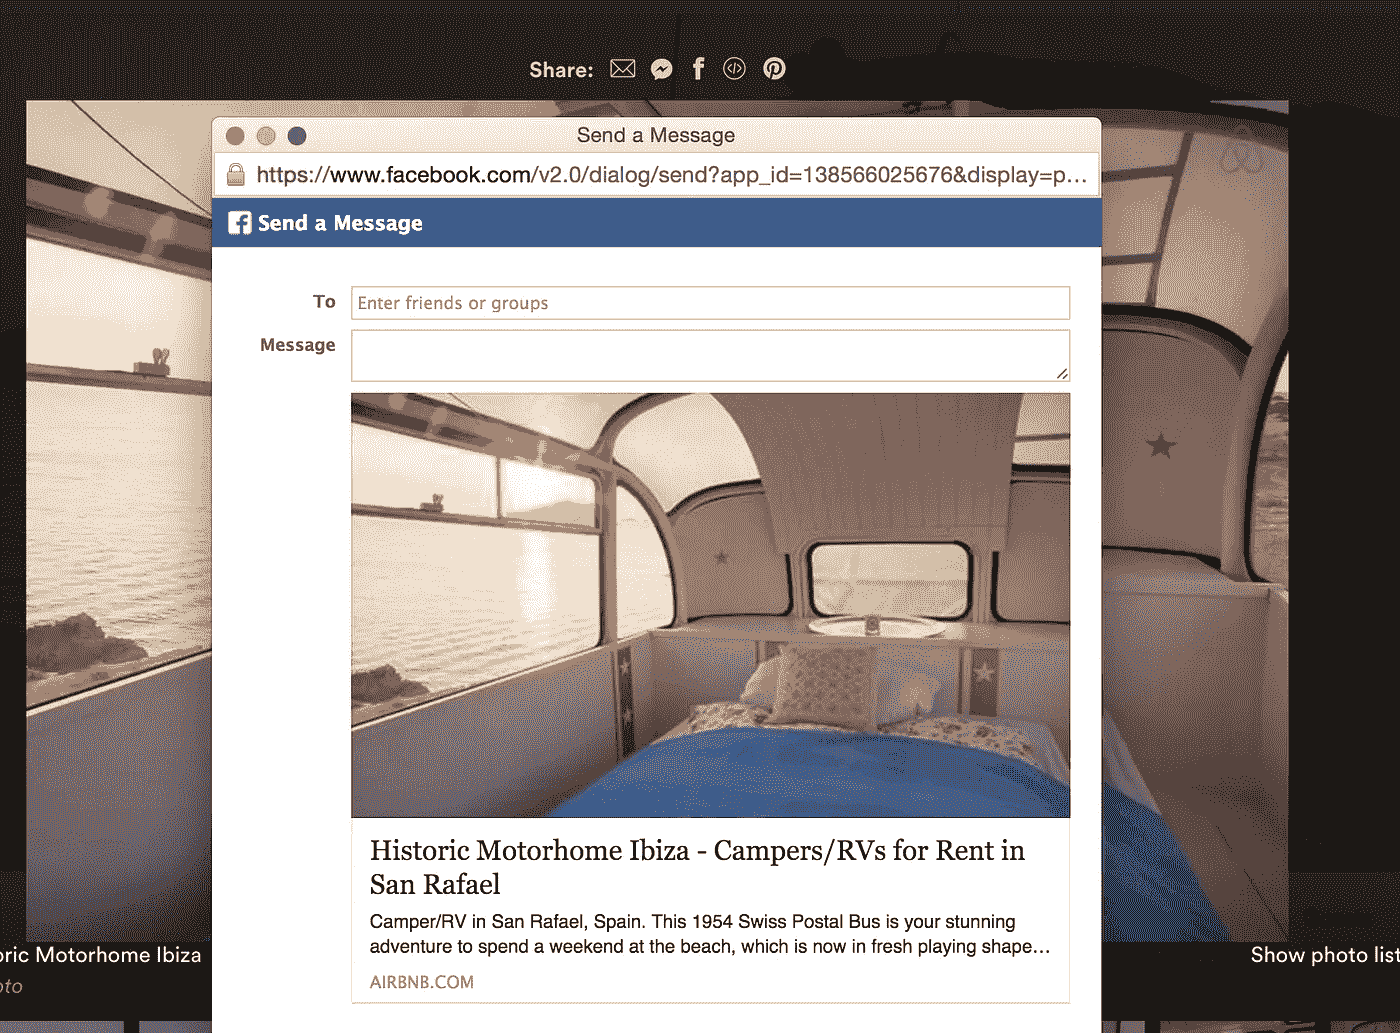 Share:
Send a Message
https://www.facebook.com/v2.0/dialog/send?app_id=138566025676&display=p...
Send a Message
To
Enter friends or groups
Message
Historic Motorhome Ibiza - Campers/RVs for Rent in
San Rafael
Camper/RV in San Rafael, Spain. This 1954 Swiss Postal Bus is your stunning
adventure to spend a weekend at the beach, which is now in fresh playing shape...
AIRBNB.COM
oric Motorhome Ibiza
Show photo list
oto